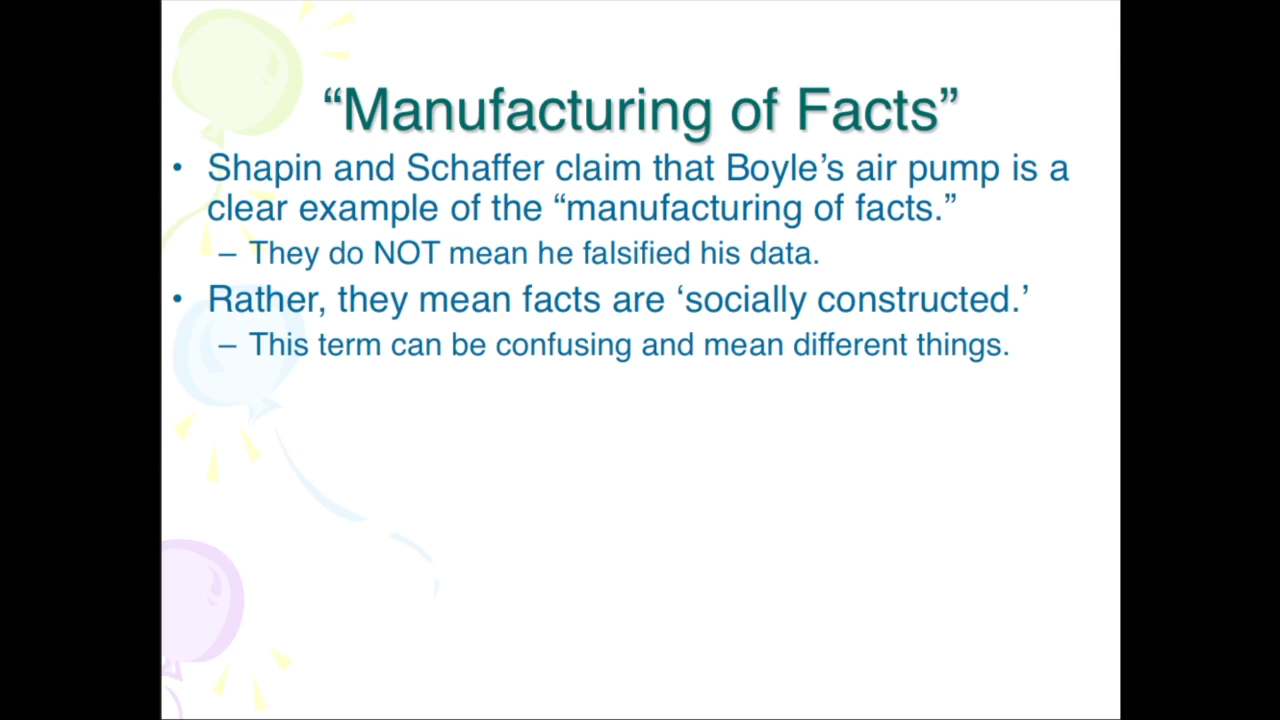 “Manufacturing of Facts”
• Shapin and Schaffer claim that Boyle’s air pump is a
clear example of the “manufacturing of facts.”
– They do NOT mean he falsified his data.
• Rather, they mean facts are ‘socially constructed.’
– This term can be confusing and mean different things.